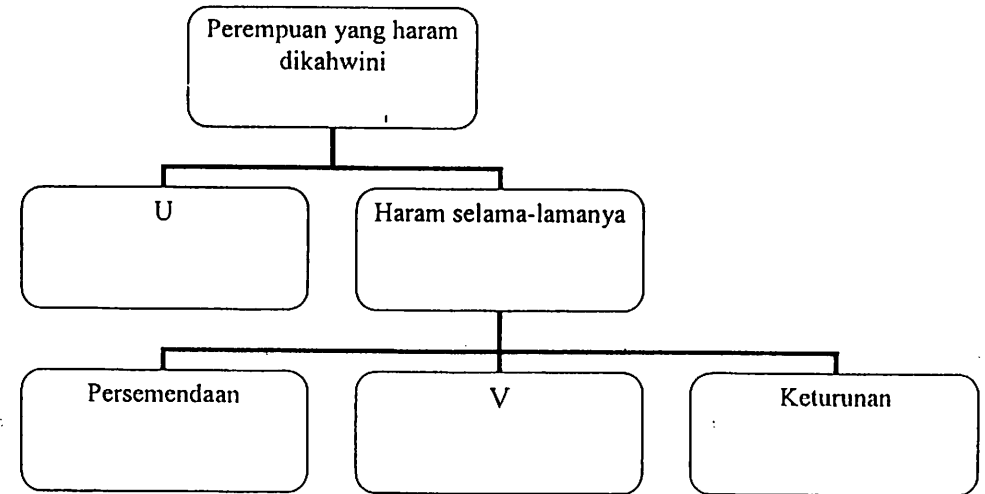 Perempuan yang haram
dikahwini
U
Haram selama-lamanya
Persemendaan
V
Keturunan